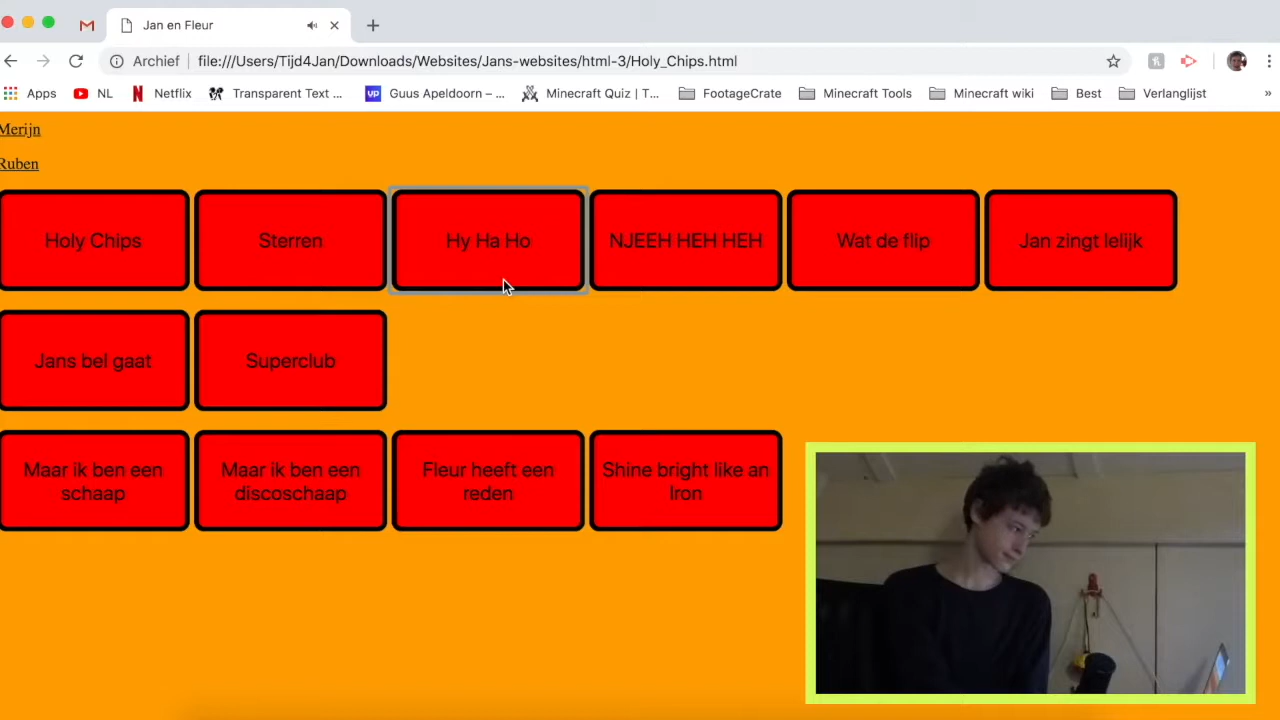 Jan en Fleur
Archief file:///Users/Tijd4Jan/Downloads/Websites/Jans-websites/html-3/Holy_Chips.html
Apps NL Netflix Transparent Text ... Guus Apeldoorn – ... Minecraft Quiz | T... FootageCrate Minecraft Tools Minecraft wiki Best Verlanglijst »
Merijn
Ruben
Holy Chips Sterren Hy Ha Ho NJEEH HEH HEH Wat de flip Jan zingt lelijk
Jans bel gaat Superclub
Maar ik ben een schaap
Maar ik ben een discoschaap
Fleur heeft een reden
Shine bright like an Iron